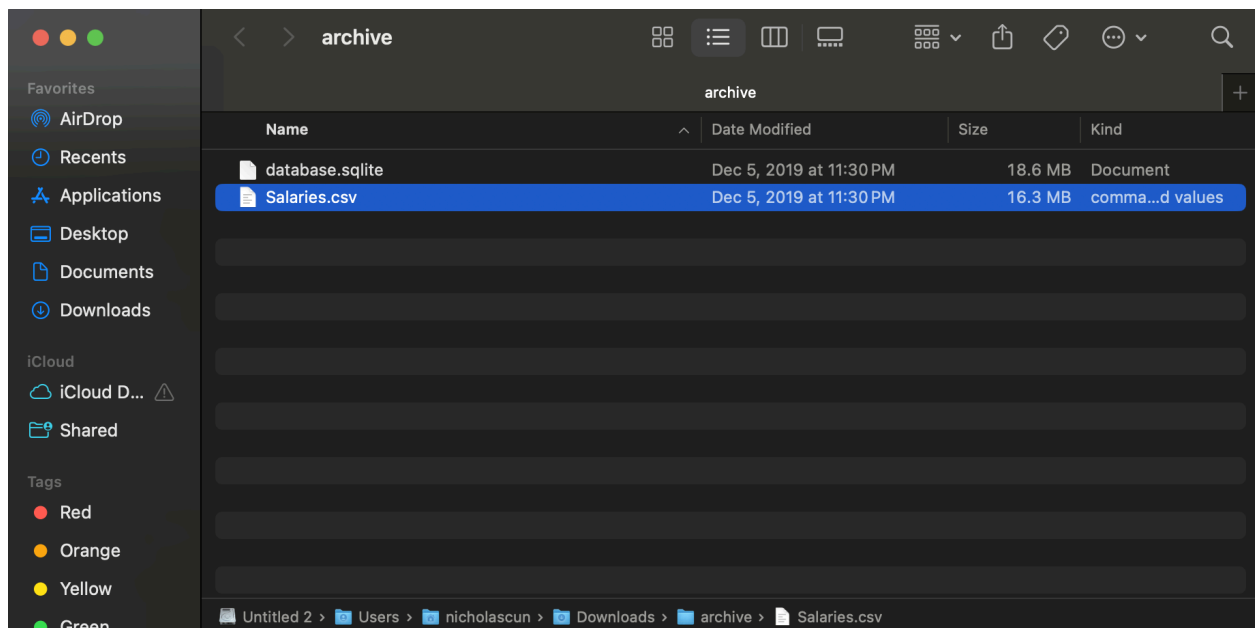 archive
archive
Favorites
AirDrop
Recents
Applications
Desktop
Documents
Downloads
iCloud
iCloud D...
Shared
Tags
Red
Orange
Yellow
Green
Name Date Modified Size Kind
database.sqlite Dec 5, 2019 at 11:30 PM 18.6 MB Document
Salaries.csv Dec 5, 2019 at 11:30 PM 16.3 MB comma...d values
Untitled 2 › Users › nicholascun › Downloads › archive › Salaries.csv